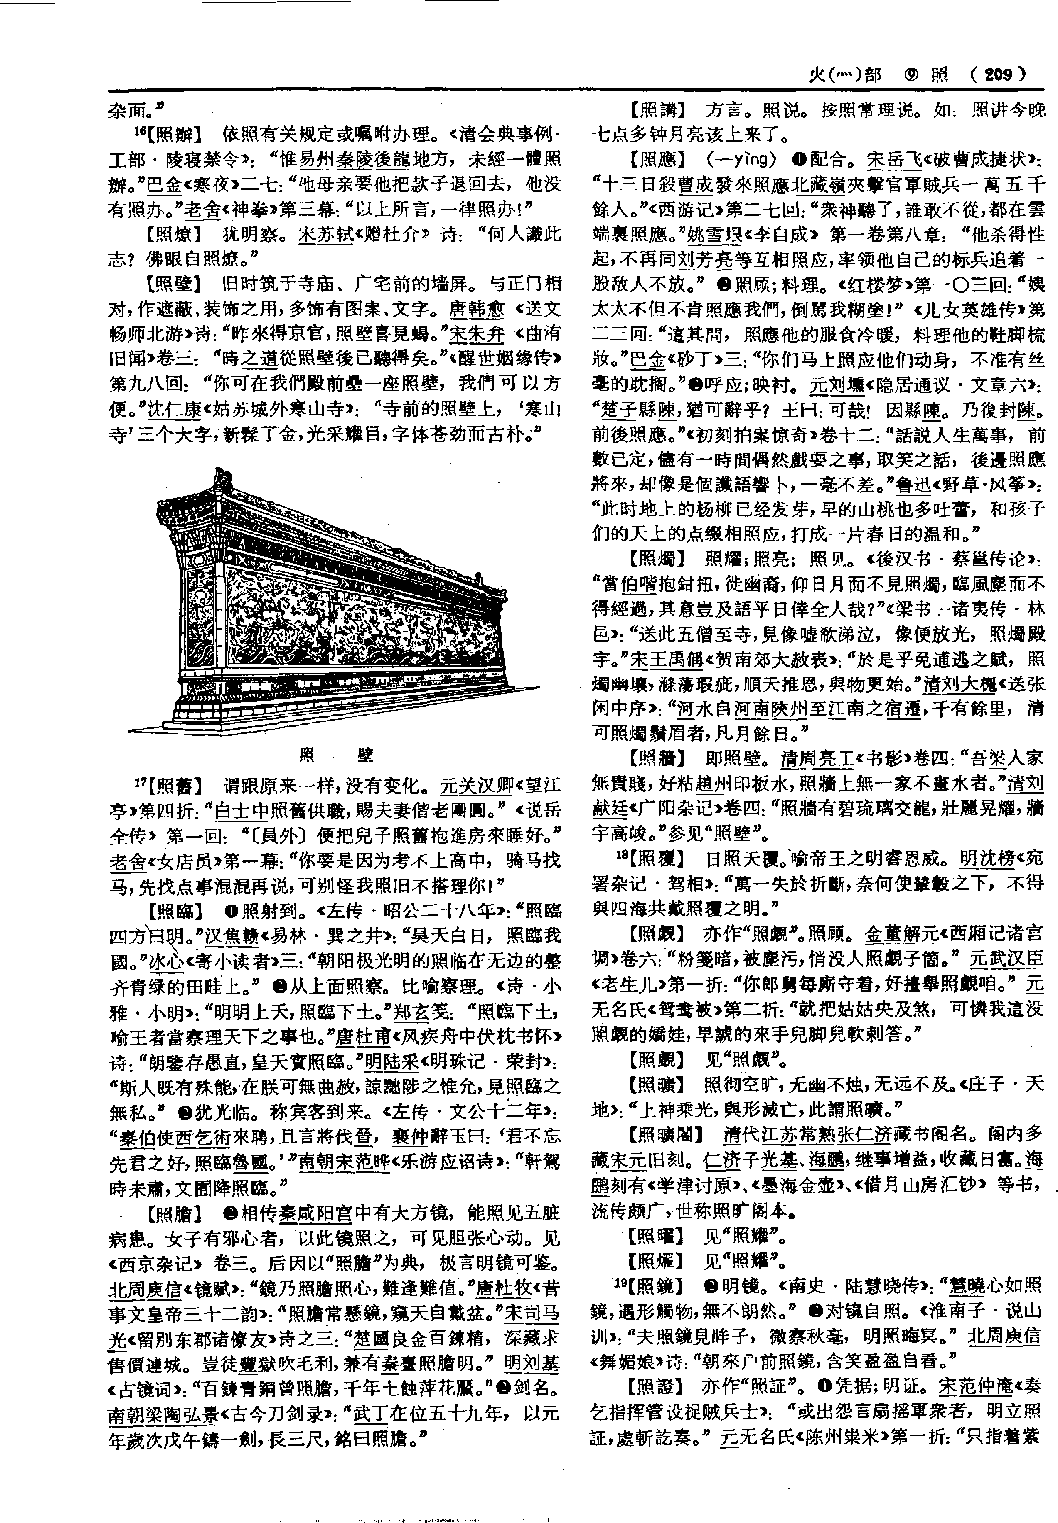 火(灬)部 ⑨ 照 (209)
杂面。”
16【照辦】 依照有关规定或嘱咐办理。《清会典事例·
工部·陵寝禁令》：“惟易州秦陵後龍地方，未經一體照
辦。”巴金《寒夜》二七：“他母亲要他把款子退回去，他没
有照办。”老舍《神拳》第三幕：“以上所言，一律照办！”
【照燎】 犹明察。宋苏轼《赠杜介》诗：“何人識此
志？佛眼自照燎。”
【照壁】 旧时筑于寺庙、广宅前的墙屏。与正门相
对，作遮蔽、装饰之用，多饰有图案、文字。唐韩愈《送文
畅师北游》诗：“昨來得京官，照壁喜見蝎。”宋朱弁《曲洧
旧闻》卷三：“時之道從照壁後已聽得矣。”《醒世姻缘传》
第九八回：“你可在我們殿前壘一座照壁，我們可以方
便。”沈仁康《姑苏城外寒山寺》：“寺前的照壁上，‘寒山
寺’三个大字，新髹了金，光采耀目，字体苍劲而古朴。”
照 壁
17【照舊】 谓跟原来一样，没有变化。元关汉卿《望江
亭》第四折：“白士中照舊供職，賜夫妻偕老團圓。”《说岳
全传》第一回：“〔員外〕便把兒子照舊抱進房來睡好。”
老舍《女店员》第一幕：“你要是因为考不上高中，骑马找
马，先找点事混混再说，可别怪我照旧不搭理你！”
【照臨】 ❶照射到。《左传·昭公二十八年》：“照臨
四方曰明。”汉焦赣《易林·巽之井》：“昊天白日，照臨我
國。”冰心《寄小读者》三：“朝阳极光明的照临在无边的整
齐青绿的田畦上。” ❷从上面照察。比喻察理。《诗·小
雅·小明》：“明明上天，照臨下土。”郑玄笺：“照臨下土，
喻王者當察理天下之事也。”唐杜甫《风疾舟中伏枕书怀》
诗：“朝鑒存愚直，皇天實照臨。”明陆采《明珠记·荣封》：
“斯人既有殊能，在朕可無曲赦，諒黜陟之惟允，見照臨之
無私。” ❸犹光临。称宾客到来。《左传·文公十二年》：
“秦伯使西乞術來聘，且言將伐晉，襄仲辭玉曰：‘君不忘
先君之好，照臨魯國。’”南朝宋范晔《乐游应诏诗》：“軒駕
時未肅，文囿降照臨。”
【照膽】 ❶相传秦咸阳宫中有大方镜，能照见五脏
病患。女子有邪心者，以此镜照之，可见胆张心动。见
《西京杂记》卷三。后因以“照膽”为典，极言明镜可鉴。
北周庾信《镜赋》：“鏡乃照膽照心，難逢難值。”唐杜牧《昔
事文皇帝三十二韵》：“照膽常懸鏡，窺天自戴盆。”宋司马
光《留别东郡诸僚友》诗之三：“楚國良金百鍊精，深藏求
售價連城。豈徒豐獄吹毛利，兼有秦臺照膽明。”明刘基
《占镜词》：“百鍊青銅曾照膽，千年土蝕萍花黶。”❷剑名。
南朝梁陶弘景《古今刀剑录》：“武丁在位五十九年，以元
年歲次戊午鑄一劍，長三尺，銘曰照膽。”
【照講】 方言。照说。按照常理说。如：照讲今晚
七点多钟月亮该上来了。
【照應】 （—yìng）❶配合。宋岳飞《破曹成捷状》：
“十三日殺曹成發來照應北藏嶺夾擊官軍賊兵一萬五千
餘人。”《西游记》第二七回：“衆神聽了，誰敢不從，都在雲
端裏照應。”姚雪垠《李自成》第一卷第八章：“他杀得性
起，不再同刘芳亮等互相照应，率领他自己的标兵追着一
股敌人不放。” ❷照顾；料理。《红楼梦》第一〇三回：“姨
太太不但不肯照應我們，倒駡我糊塗！”《儿女英雄传》第
二三回：“這其間，照應他的服食冷暖，料理他的鞋脚梳
妝。”巴金《砂丁》三：“你们马上照应他们动身，不准有丝
毫的耽搁。”❸呼应；映衬。元刘壎《隐居通议·文章六》：
“楚子縣陳，猶可辭乎？王曰：可哉！因縣陳。乃復封陳。
前後照應。”《初刻拍案惊奇》卷十二：“話説人生萬事，前
數已定，儘有一時間偶然戲耍之事，取笑之話，後邊照應
將來，却像是個讖語響卜，一毫不差。”鲁迅《野草·风筝》：
“此时地上的杨柳已经发芽，早的山桃也多吐蕾，和孩子
们的天上的点缀相照应，打成一片春日的温和。”
【照燭】 照耀；照亮；照见。《後汉书·蔡邕传论》：
“當伯喈抱鉗扭，徙幽裔，仰日月而不見照燭，臨風塵而不
得經過，其意豈及語平日倖全人哉？”《梁书·诸夷传·林
邑》：“送此五僧至寺，見像嘘欷涕泣，像便放光，照燭殿
宇。”宋王禹偁《贺南郊大赦表》：“於是乎免逋逃之賦，照
燭幽壤，滌蕩瑕疵，順天推恩，與物更始。”清刘大櫆《送张
闲中序》：“河水自河南陝州至江南之宿遷，千有餘里，清
可照燭鬚眉者，凡月餘日。”
【照牆】 即照壁。清周亮工《书影》卷四：“吾梁人家
無貴賤，好粘趙州印板水，照牆上無一家不畫水者。”清刘
献廷《广阳杂记》卷四：“照牆有碧琉璃交龍，壯麗晃耀，牆
宇高峻。”参见“照壁”。
18【照覆】 日照天覆。喻帝王之明睿恩威。明沈榜《宛
署杂记·驾相》：“萬一失於折斷，奈何使輦轂之下，不得
與四海共戴照覆之明。”
【照覷】 亦作“照觑”。照顾。金董解元《西厢记诸宫
调》卷六：“粉箋暗，被塵污，悄没人照覷子箇。”元武汉臣
《老生儿》第一折：“你郎舅每厮守着，好擡舉照覷咱。”元
无名氏《鸳鸯被》第二折：“就把姑姑央及煞，可憐我這没
照覷的嬌娃，早諕的來手兒脚兒軟剌答。”
【照覻】 见“照覷”。
【照曠】 照彻空旷，无幽不烛，无远不及。《庄子·天
地》：“上神乘光，與形滅亡，此謂照曠。”
【照曠閣】 清代江苏常熟张仁济藏书阁名。阁内多
藏宋元旧刻。仁济子光基、海鹏，继事增益，收藏日富。海
鹏刻有《学津讨原》、《墨海金壶》、《借月山房汇钞》等书，
流传颇广，世称照旷阁本。
【照曜】 见“照耀”。
【照燿】 见“照耀”。
19【照鏡】 ❶明镜。《南史·陆慧晓传》：“慧曉心如照
鏡，遇形觸物，無不朗然。” ❷对镜自照。《淮南子·说山
训》：“夫照鏡見眸子，微察秋毫，明照晦冥。”北周庾信
《舞媚娘》诗：“朝來户前照鏡，含笑盈盈自看。”
【照證】 亦作“照証”。❶凭据；明证。宋范仲淹《奏
乞指挥管设捉贼兵士》：“或出怨言扇摇軍衆者，明立照
証，處斬訖奏。”元无名氏《陈州粜米》第一折：“只指着紫